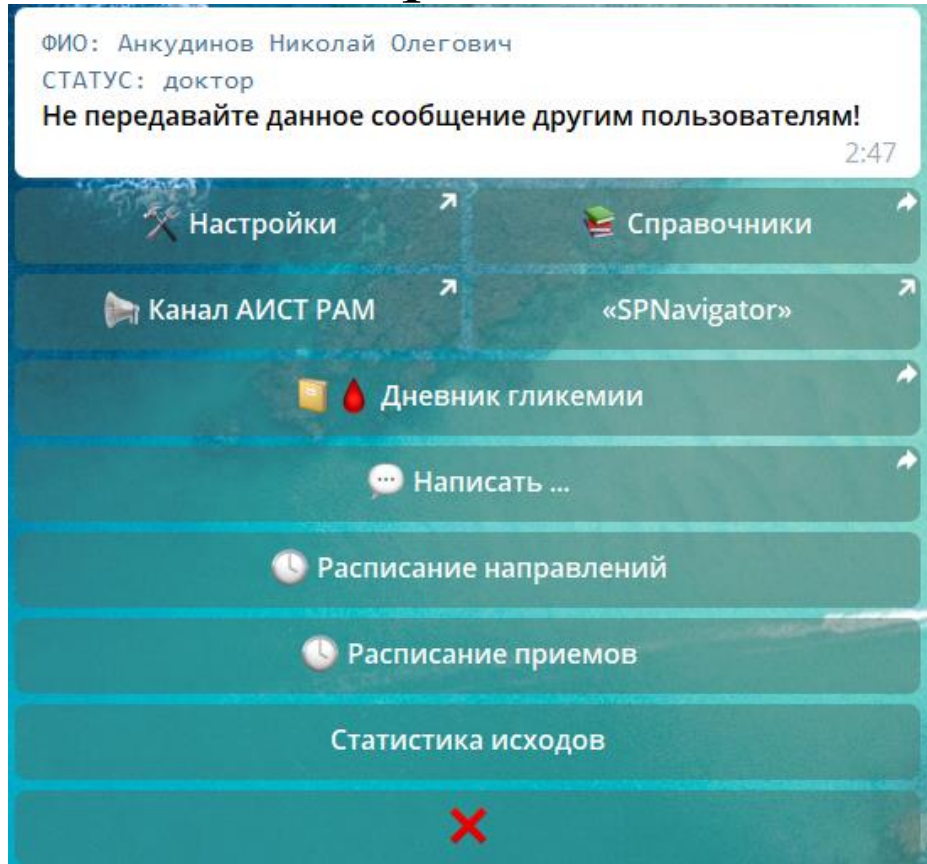 ФИО: Анкудинов Николай Олегович
СТАТУС: доктор
Не передавайте данное сообщение другим пользователям!
2:47
Настройки
Справочники
Канал АИСТ РАМ
«SPNavigator»
Дневник гликемии
Написать ...
Расписание направлений
Расписание приемов
Статистика исходов